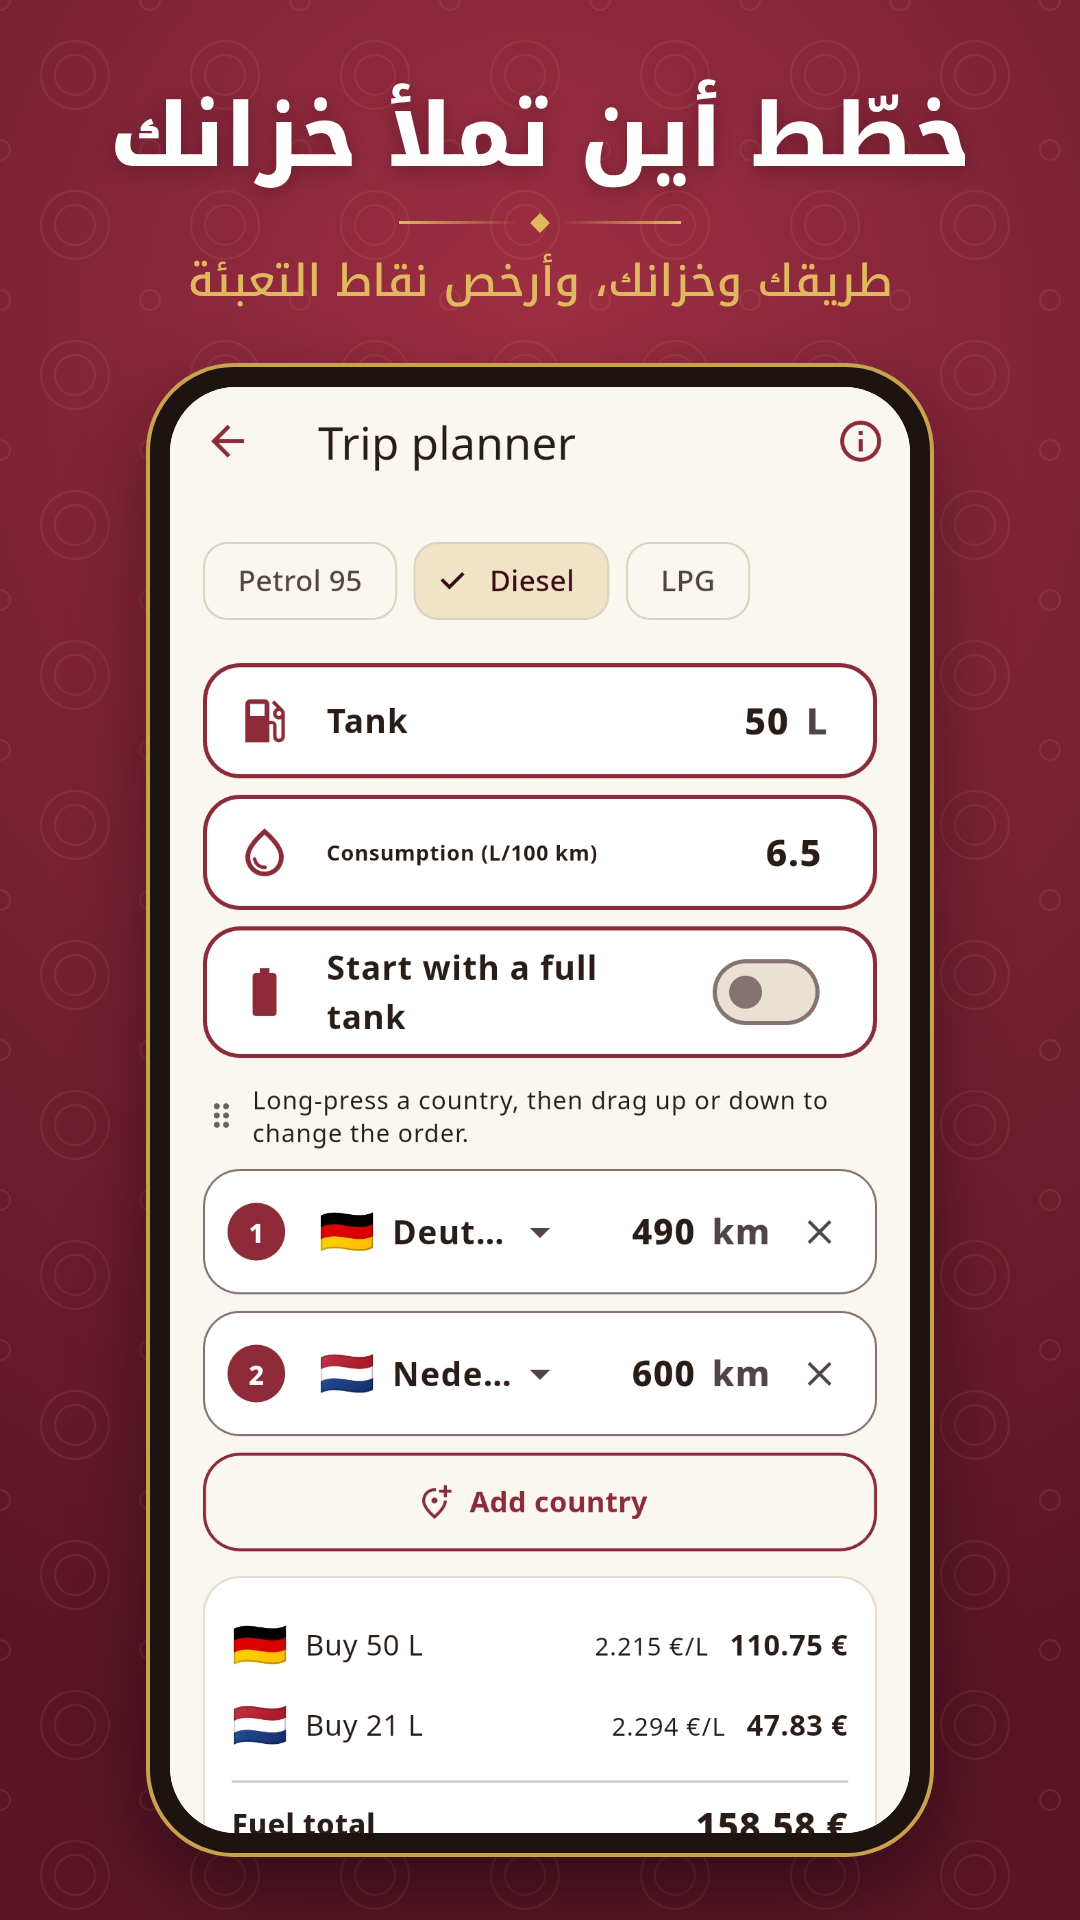 خطّط أين تملأ خزانك
طريقك وخزانك، وأرخص نقاط التعبئة
Trip planner
Petrol 95 Diesel LPG
Tank 50 L
Consumption (L/100 km) 6.5
Start with a full
tank
Long-press a country, then drag up or down to
change the order.
1 Deut... 490 km
2 Nede... 600 km
Add country
Buy 50 L 2.215 €/L 110.75 €
Buy 21 L 2.294 €/L 47.83 €
Fuel total 158.58 €